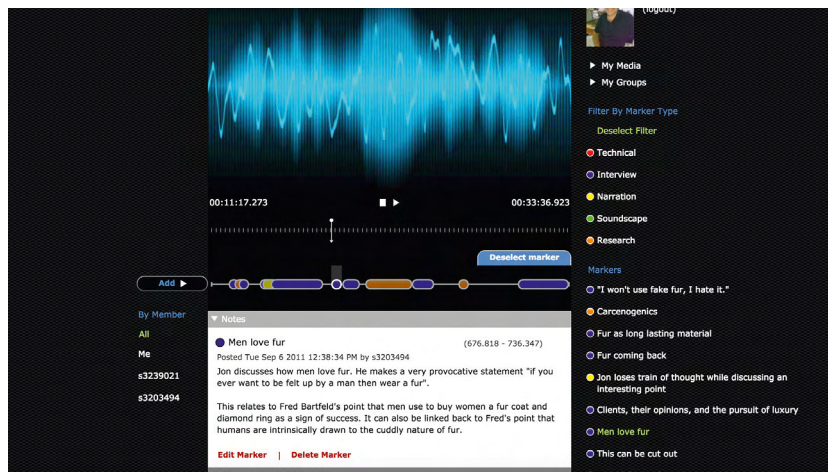 (logout)
▶ My Media
▶ My Groups
Filter By Marker Type
Deselect Filter
Technical
Interview
Narration
Soundscape
Research
00:11:17.273
00:33:36.923
Deselect marker
Add ▶
By Member
All
Me
s3239021
s3203494
▼ Notes
Men love fur (676.818 - 736.347)
Posted Tue Sep 6 2011 12:38:34 PM by s3203494
Jon discusses how men love fur. He makes a very provocative statement "if you
ever want to be felt up by a man then wear a fur".
This relates to Fred Bartfeld's point that men use to buy women a fur coat and
diamond ring as a sign of success. It can also be linked back to Fred's point that
humans are intrinsically drawn to the cuddly nature of fur.
Edit Marker | Delete Marker
Markers
"I won't use fake fur, I hate it."
Carcenogenics
Fur as long lasting material
Fur coming back
Jon loses train of thought while discussing an
interesting point
Clients, their opinions, and the pursuit of luxury
Men love fur
This can be cut out